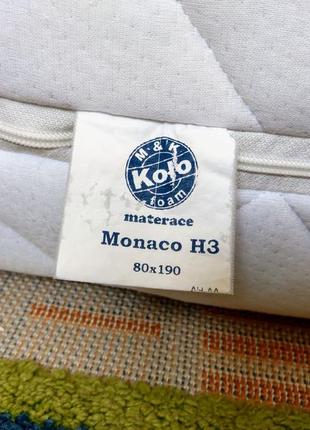 M & K
Kolo
foam
materace
Monaco H3
80x190